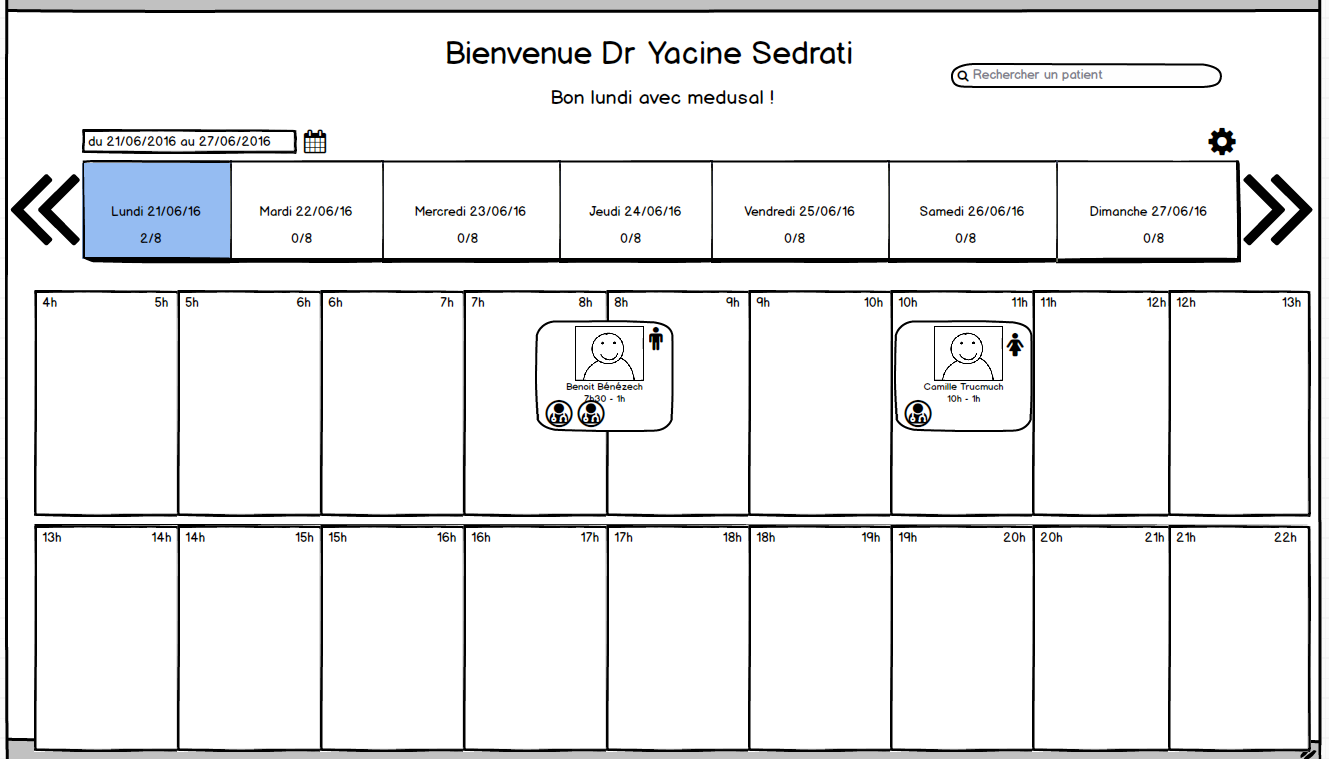 Bienvenue Dr Yacine Sedrati
Rechercher un patient
Bon lundi avec medusal !
du 21/06/2016 au 27/06/2016
Lundi 21/06/16 Mardi 22/06/16 Mercredi 23/06/16 Jeudi 24/06/16 Vendredi 25/06/16 Samedi 26/06/16 Dimanche 27/06/16
2/8 0/8 0/8 0/8 0/8 0/8 0/8
4h 5h 5h 6h 6h 7h 7h 8h 8h 9h 9h 10h 10h 11h 11h 12h 12h 13h
Benoit Bénézech Camille Trucmuch
7h30 - 1h 10h - 1h
13h 14h 14h 15h 15h 16h 16h 17h 17h 18h 18h 19h 19h 20h 20h 21h 21h 22h